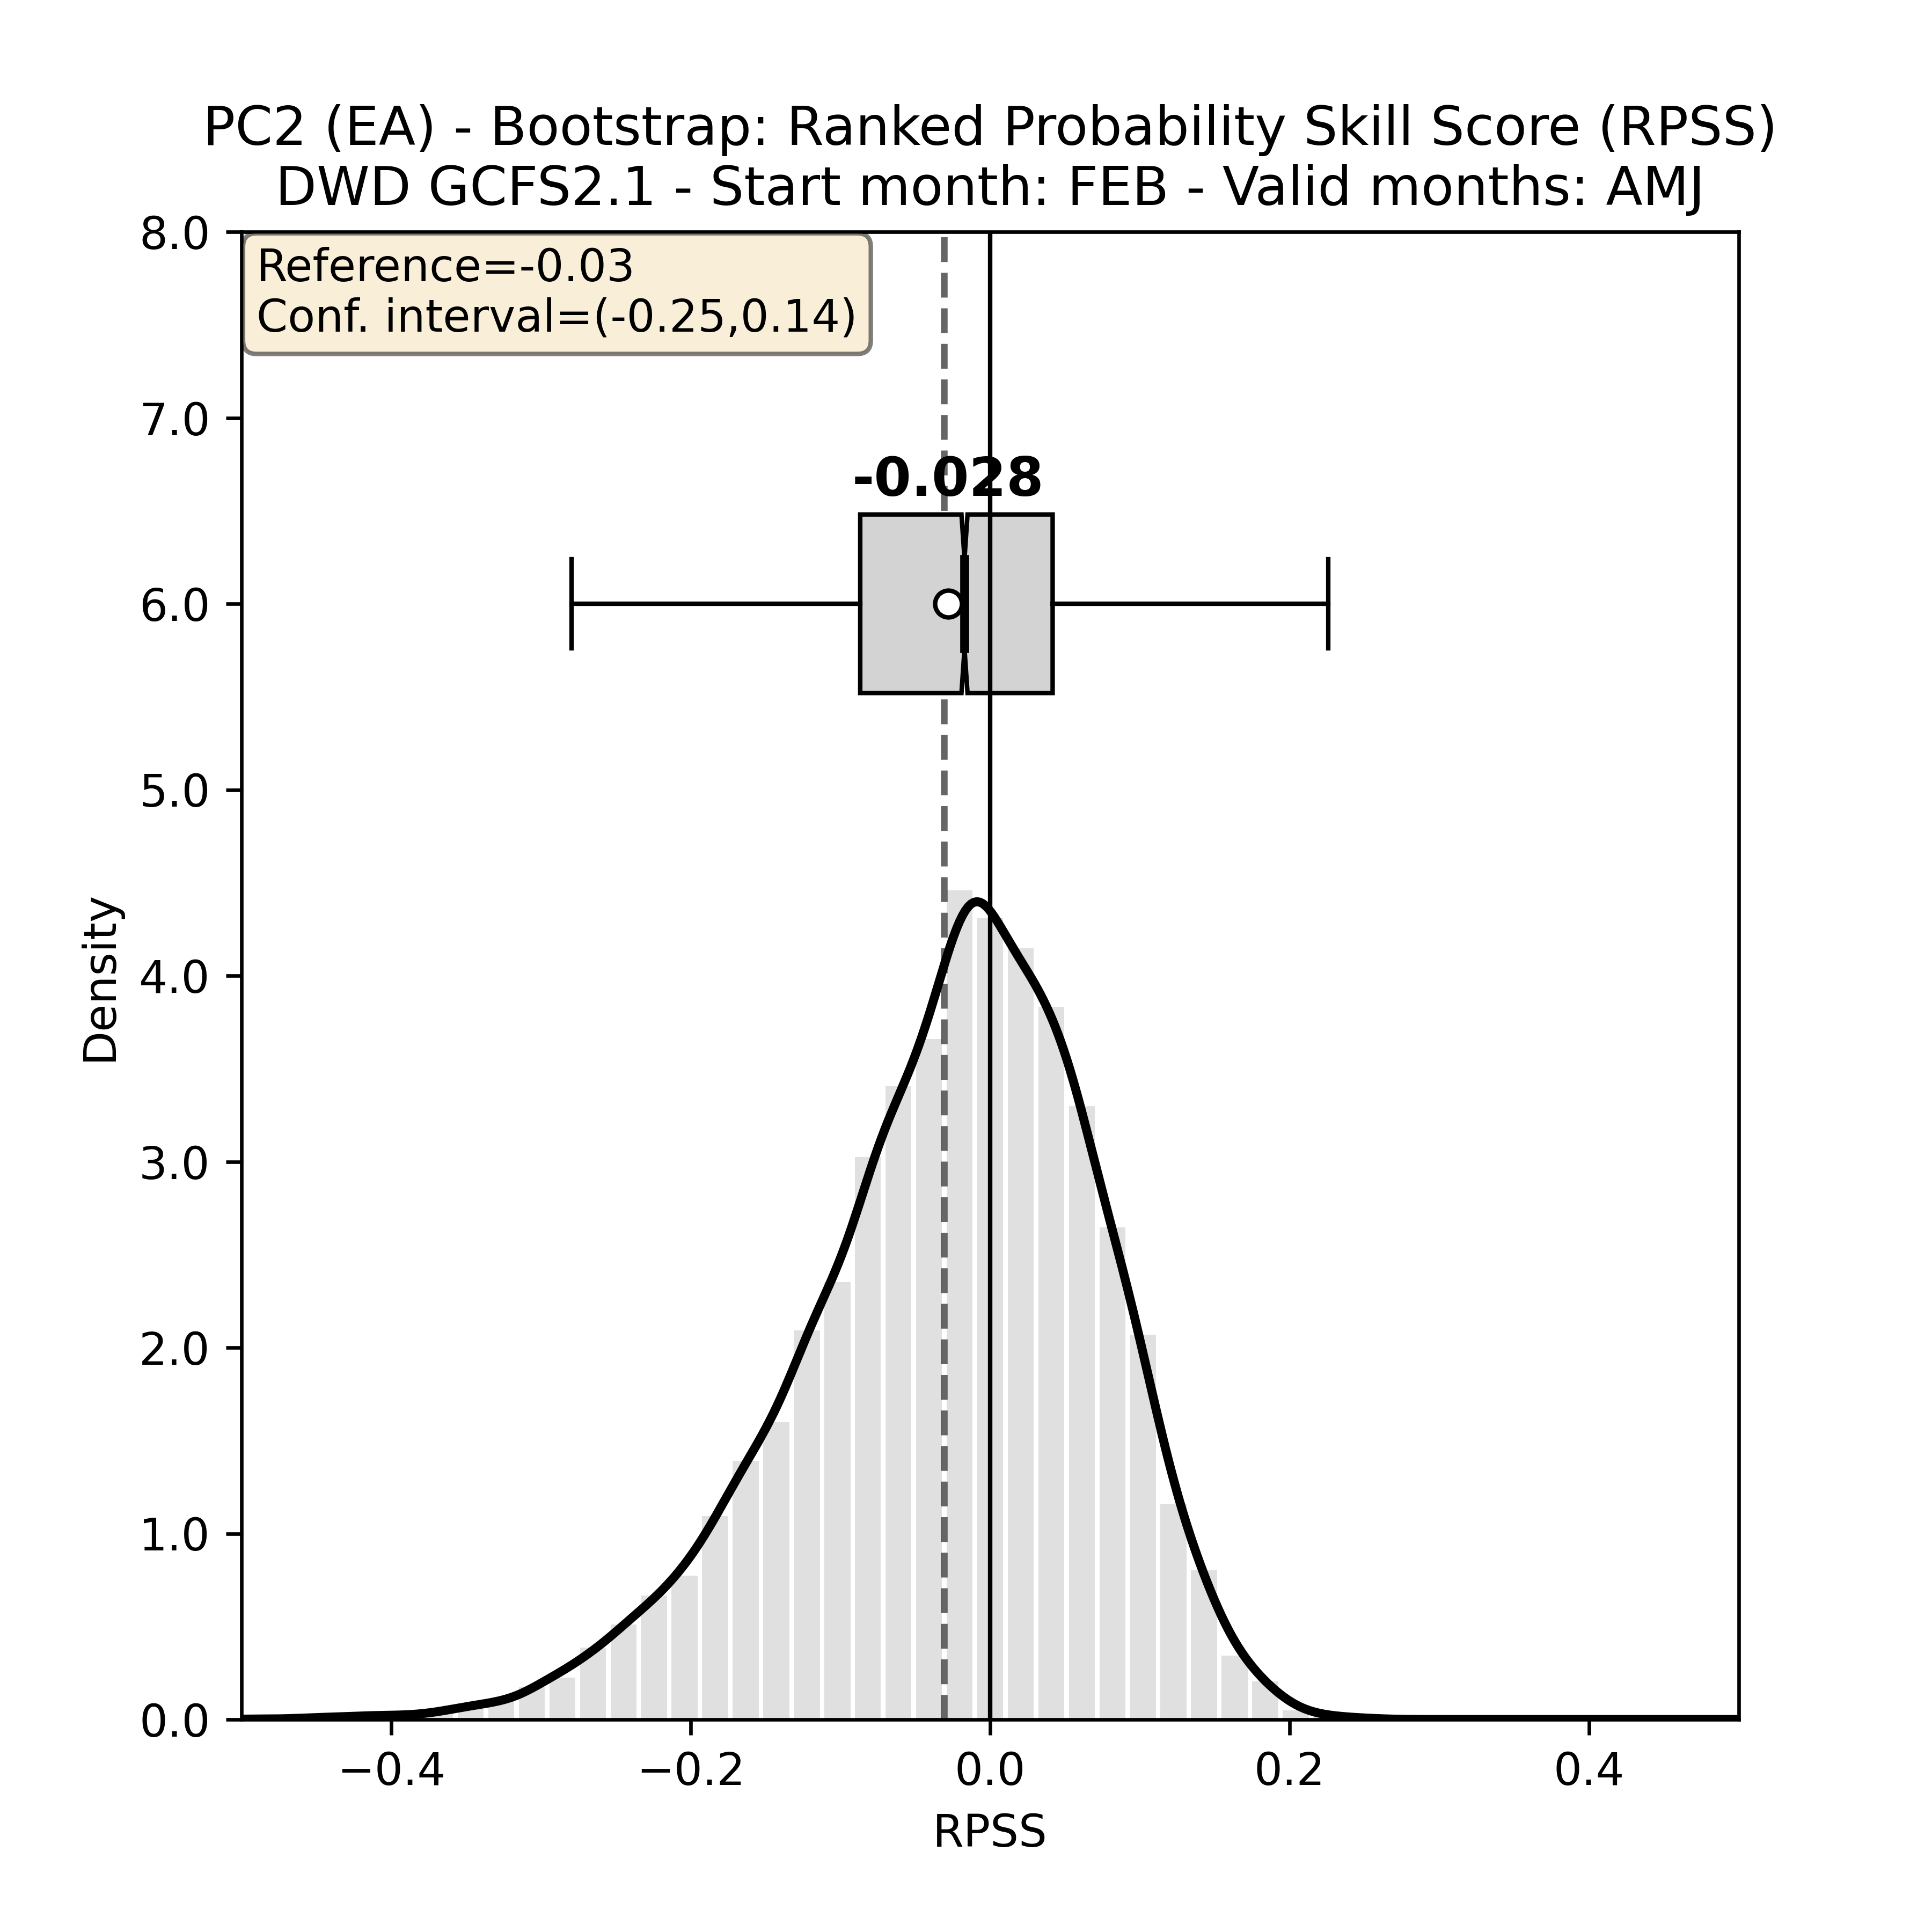 PC2 (EA) - Bootstrap: Ranked Probability Skill Score (RPSS)
DWD GCFS2.1 - Start month: FEB - Valid months: AMJ
Reference=-0.03
Conf. interval=(-0.25,0.14)
-0.028
8.0
7.0
6.0
5.0
4.0
3.0
2.0
1.0
0.0
Density
−0.4
−0.2
0.0
0.2
0.4
RPSS